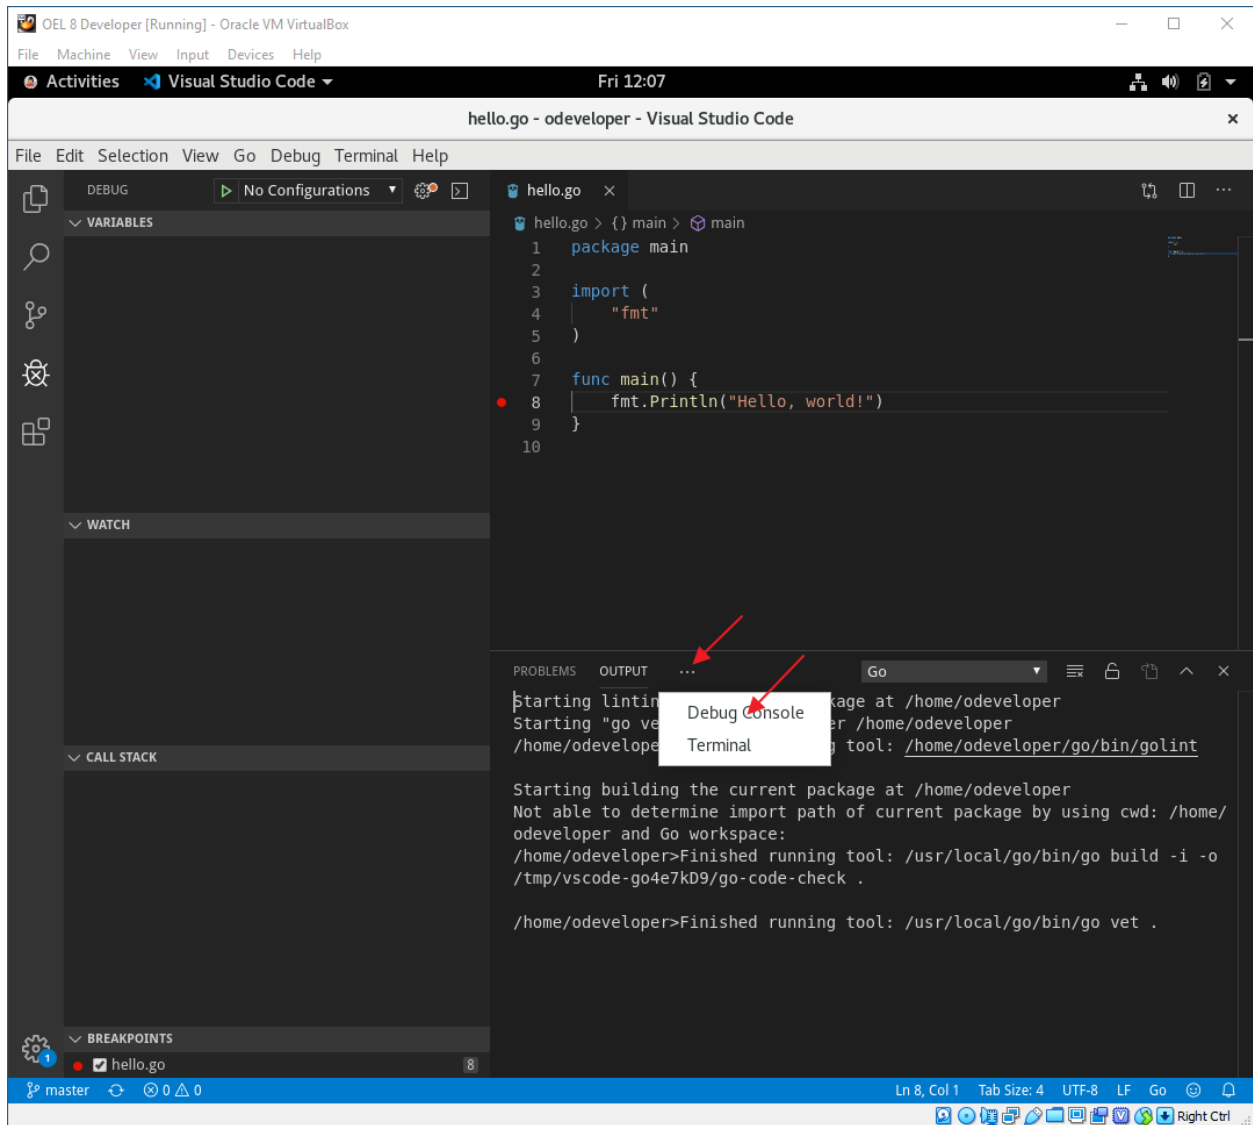 OEL 8 Developer [Running] - Oracle VM VirtualBox
File Machine View Input Devices Help
Activities Visual Studio Code Fri 12:07
hello.go - odeveloper - Visual Studio Code
File Edit Selection View Go Debug Terminal Help
DEBUG No Configurations
VARIABLES
WATCH
CALL STACK
BREAKPOINTS
hello.go 8
1
hello.go
hello.go > {} main > main
1 package main
2
3 import (
4 "fmt"
5 )
6
7 func main() {
8 fmt.Println("Hello, world!")
9 }
10
PROBLEMS OUTPUT ... Go
Starting lintin kage at /home/odeveloper
Starting "go ve er /home/odeveloper
/home/odevelope g tool: /home/odeveloper/go/bin/golint
Debug Console
Terminal
Starting building the current package at /home/odeveloper
Not able to determine import path of current package by using cwd: /home/
odeveloper and Go workspace:
/home/odeveloper>Finished running tool: /usr/local/go/bin/go build -i -o
/tmp/vscode-go4e7kD9/go-code-check .
/home/odeveloper>Finished running tool: /usr/local/go/bin/go vet .
master 0 0 Ln 8, Col 1 Tab Size: 4 UTF-8 LF Go
Right Ctrl